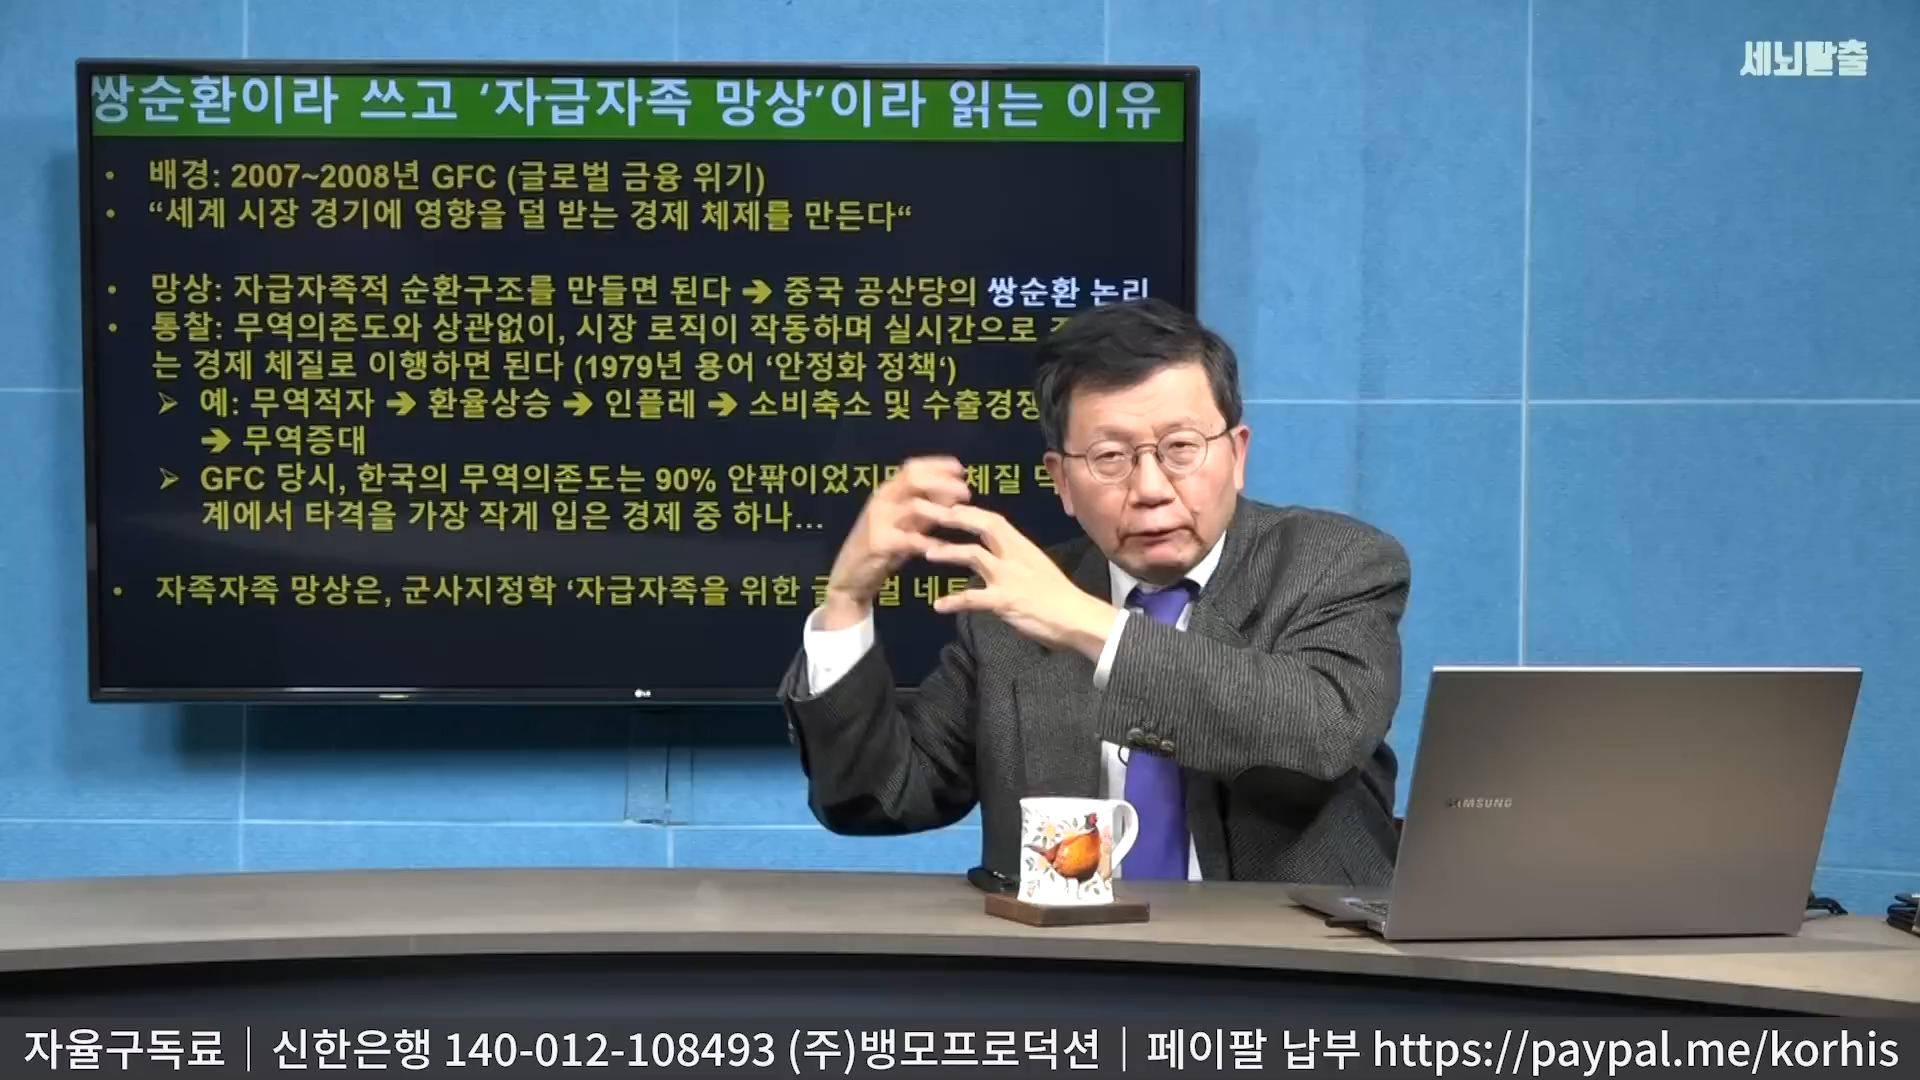 세뇌탈출
쌍순환이라 쓰고 ‘자급자족 망상’이라 읽는 이유
• 배경: 2007~2008년 GFC (글로벌 금융 위기)
• “세계 시장 경기에 영향을 덜 받는 경제 체제를 만든다“
• 망상: 자급자족적 순환구조를 만들면 된다 ➔ 중국 공산당의 쌍순환 논리
• 통찰: 무역의존도와 상관없이, 시장 로직이 작동하며 실시간으로
는 경제 체질로 이행하면 된다 (1979년 용어 ‘안정화 정책‘)
➢ 예: 무역적자 ➔ 환율상승 ➔ 인플레 ➔ 소비축소 및 수출경쟁
➔ 무역증대
➢ GFC 당시, 한국의 무역의존도는 90% 안팎이었지만 체질
계에서 타격을 가장 작게 입은 경제 중 하나...
• 자족자족 망상은, 군사지정학 ‘자급자족을 위한
LG
SAMSUNG
자율구독료｜신한은행 140-012-108493 (주)뱅모프로덕션｜페이팔 납부 https://paypal.me/korhis